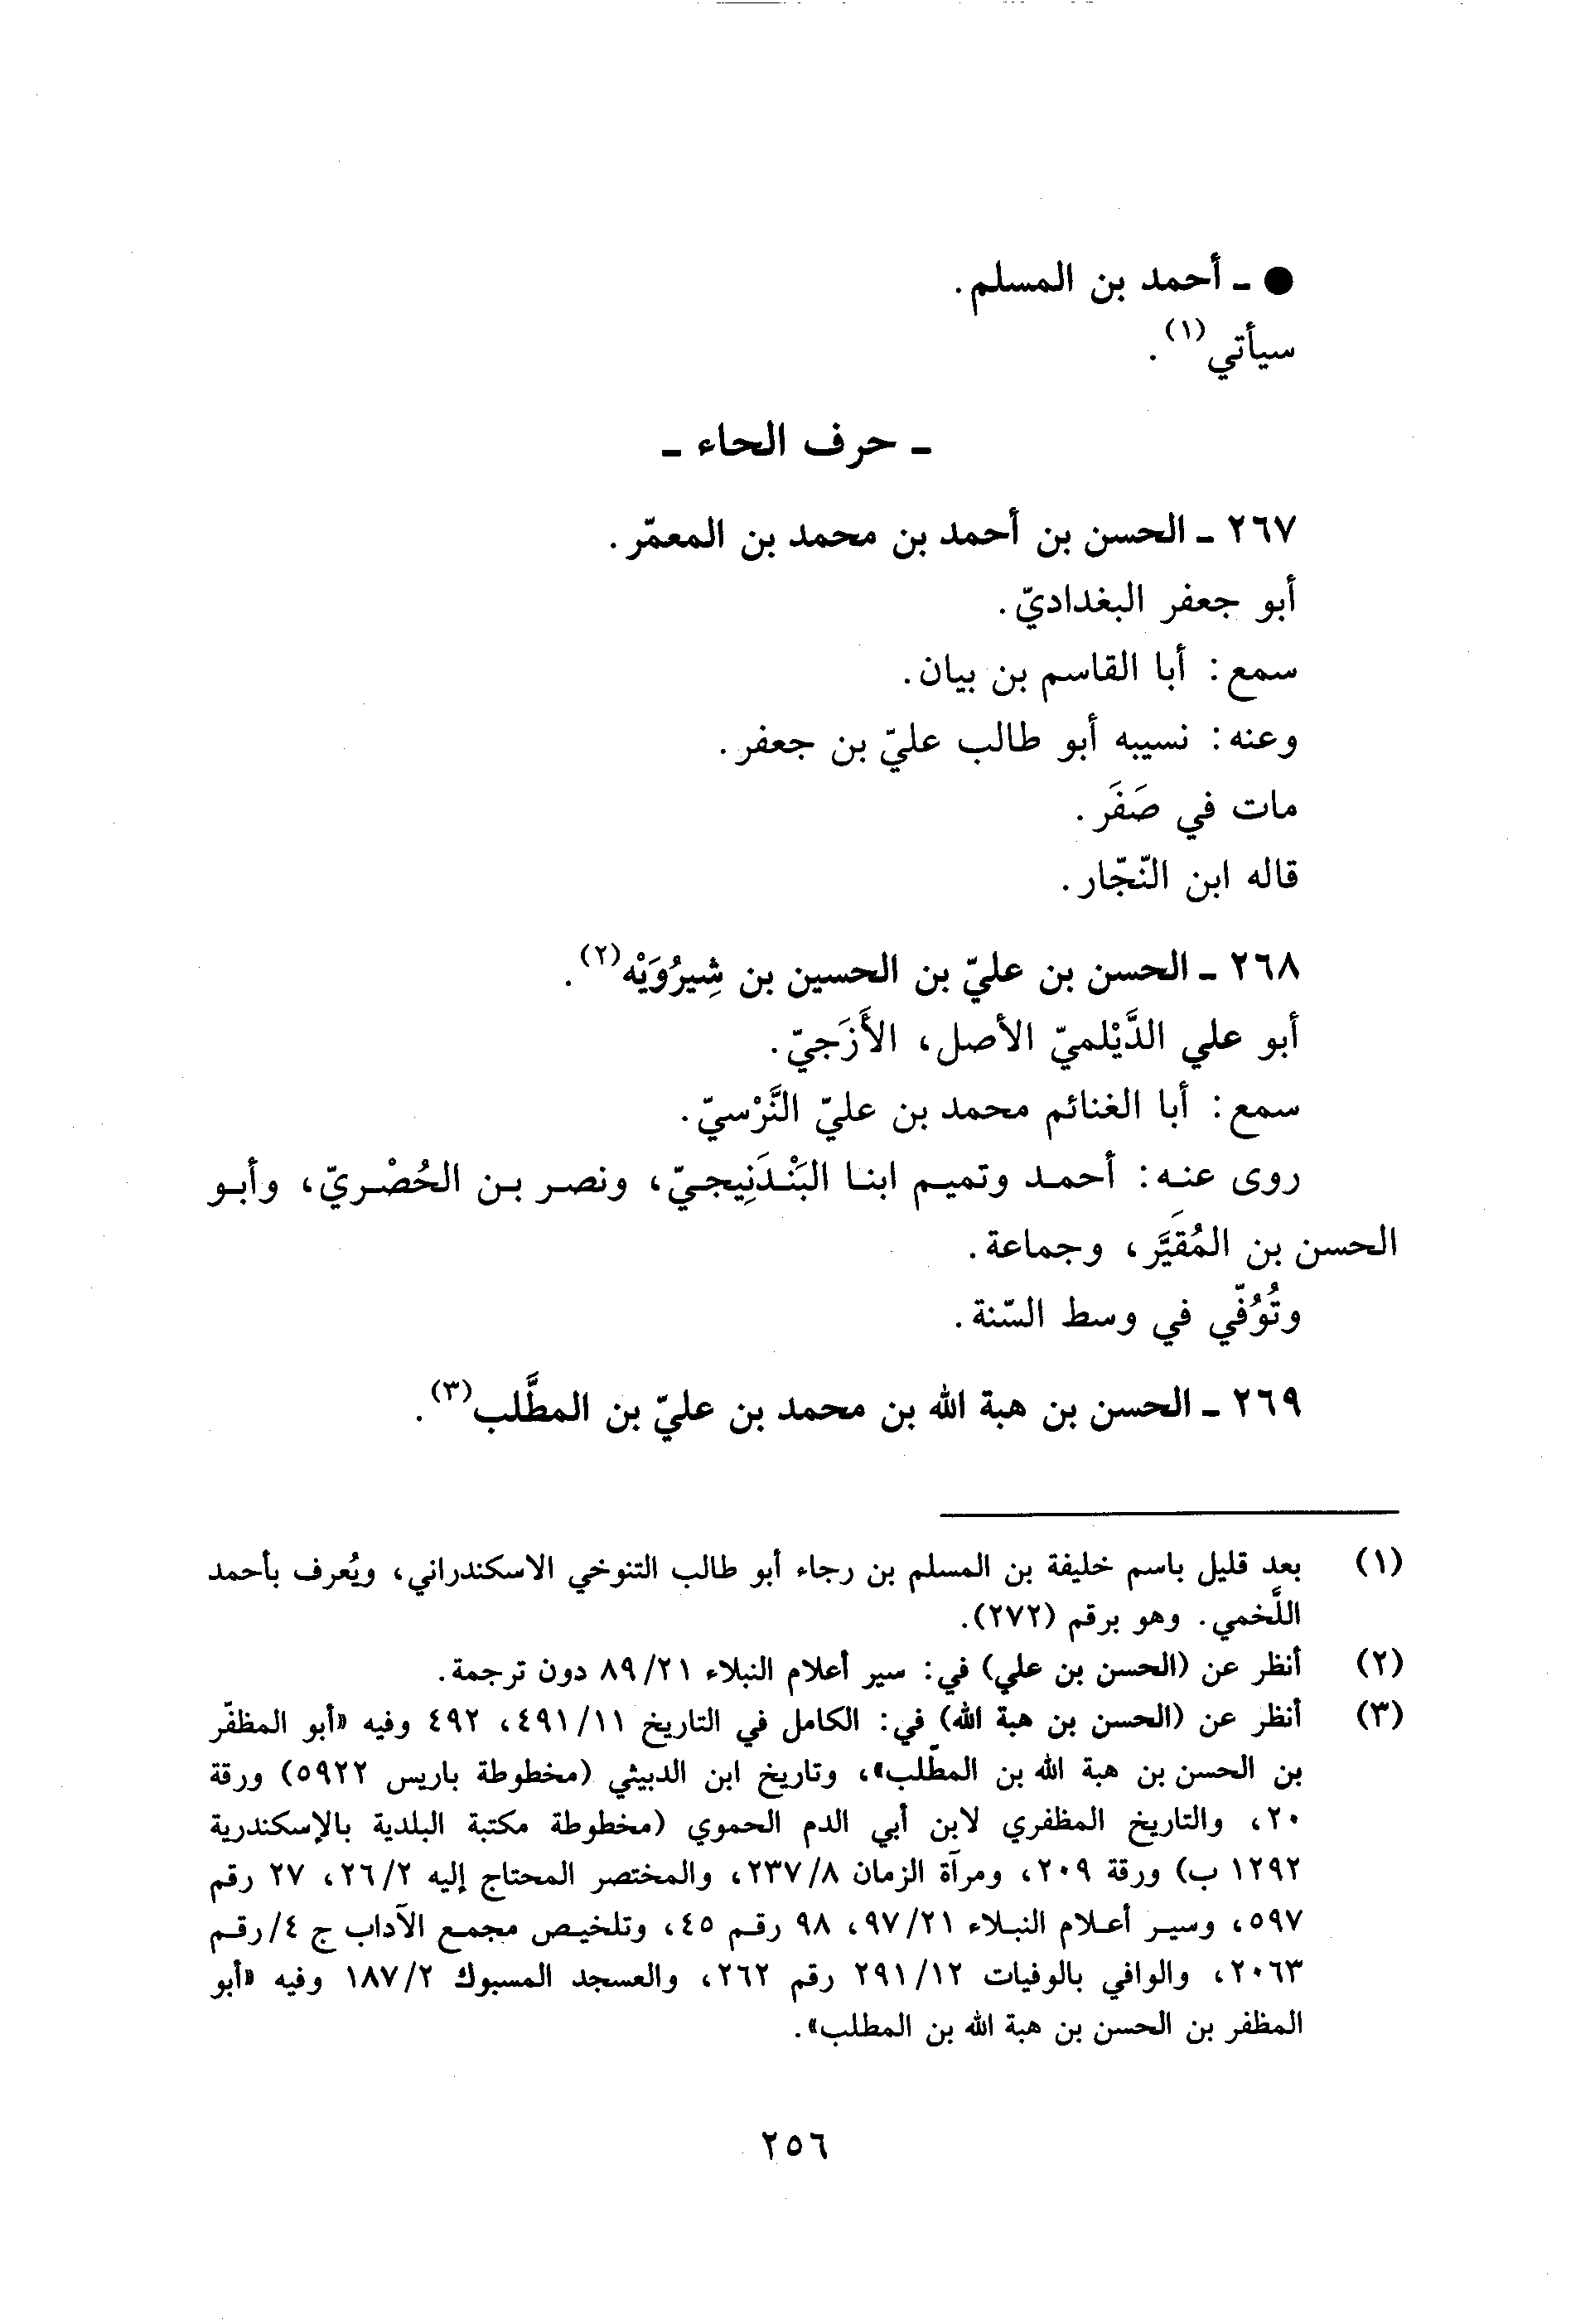 ● ـ أحمد بن المسلم.
سيأتي(١).
ـ حرف الحاء ـ
٢٦٧ ـ الحسن بن أحمد بن محمد بن المعمّر.
أبو جعفر البغداديّ.
سمع: أبا القاسم بن بيان.
وعنه: نسيبه أبو طالب عليّ بن جعفر.
مات في صَفَر.
قاله ابن النّجّار.
٢٦٨ ـ الحسن بن عليّ بن الحسين بن شِيرُوَيْه(٢).
أبو علي الدَّيْلميّ الأصل، الأَزَجيّ.
سمع: أبا الغنائم محمد بن عليّ النَّرْسيّ.
روى عنه: أحمد وتميم ابنا البَنْدَنِيجيّ، ونصر بن الحُصْريّ، وأبو
الحسن بن المُقَيَّر، وجماعة.
وتُوُفّي في وسط السّنة.
٢٦٩ ـ الحسن بن هبة الله بن محمد بن عليّ بن المطَّلب(٣).
(١) بعد قليل باسم خليفة بن المسلم بن رجاء أبو طالب التنوخي الاسكندراني، ويُعرف بأحمد
اللَّخمي. وهو برقم (٢٧٢).
(٢) أنظر عن (الحسن بن علي) في: سير أعلام النبلاء ٢١/٨٩ دون ترجمة.
(٣) أنظر عن (الحسن بن هبة الله) في: الكامل في التاريخ ١١/٤٩١، ٤٩٢ وفيه «أبو المظفّر
بن الحسن بن هبة الله بن المطّلب»، وتاريخ ابن الدبيثي (مخطوطة باريس ٥٩٢٢) ورقة
٢٠، والتاريخ المظفري لابن أبي الدم الحموي (مخطوطة مكتبة البلدية بالإسكندرية
١٢٩٢ ب) ورقة ٢٠٩، ومرآة الزمان ٨/٢٣٧، والمختصر المحتاج إليه ٢/٢٦، ٢٧ رقم
٥٩٧، وسير أعلام النبلاء ٢١/٩٧، ٩٨ رقم ٤٥، وتلخيص مجمع الآداب ج ٤/رقم
٢٠٦٣، والوافي بالوفيات ١٢/٢٩١ رقم ٢٦٢، والعسجد المسبوك ٢/١٨٧ وفيه «أبو
المظفر بن الحسن بن هبة الله بن المطلب».
٢٥٦